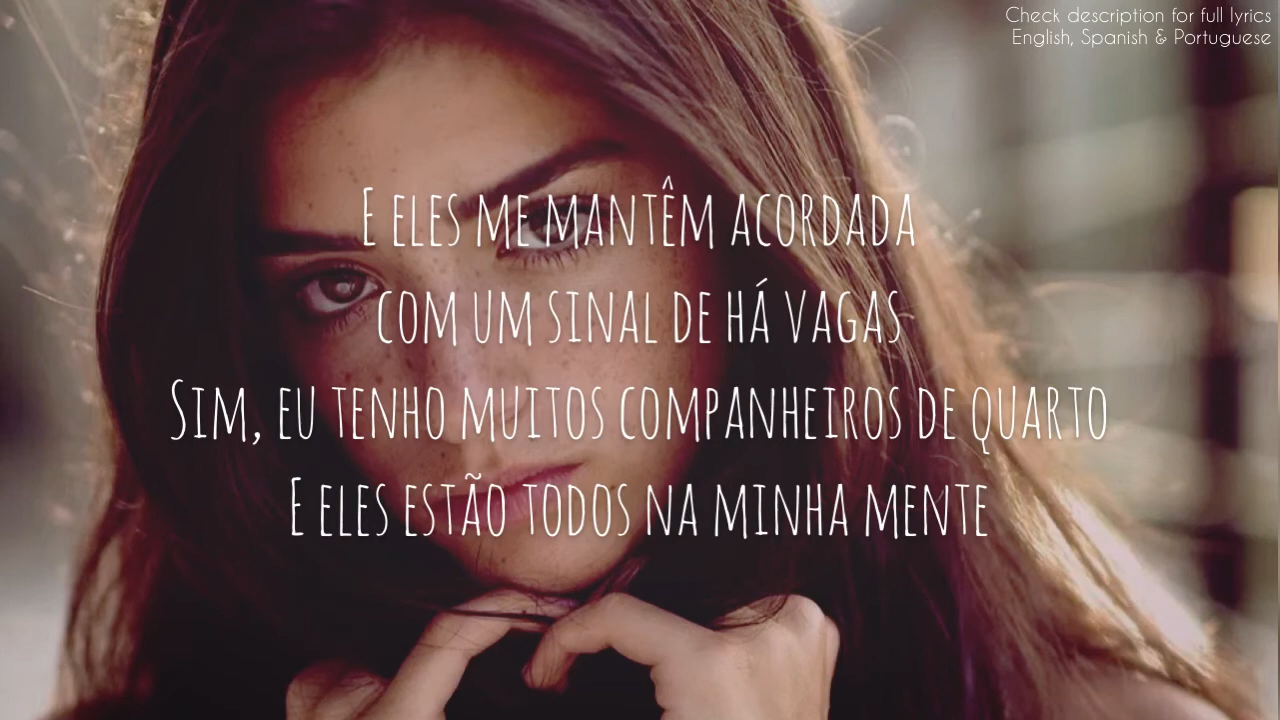 Check description for full lyrics
English, Spanish & Portuguese
E eles me mantêm acordada
com um sinal de há vagas
Sim, eu tenho muitos companheiros de quarto
E eles estão todos na minha mente